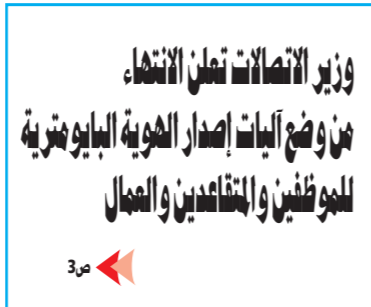 وزير الاتصالات تعلن الانتهاء
من وضع آليات إصدار الهوية البايومترية
للموظفين والمتقاعدين والعمال
ص3